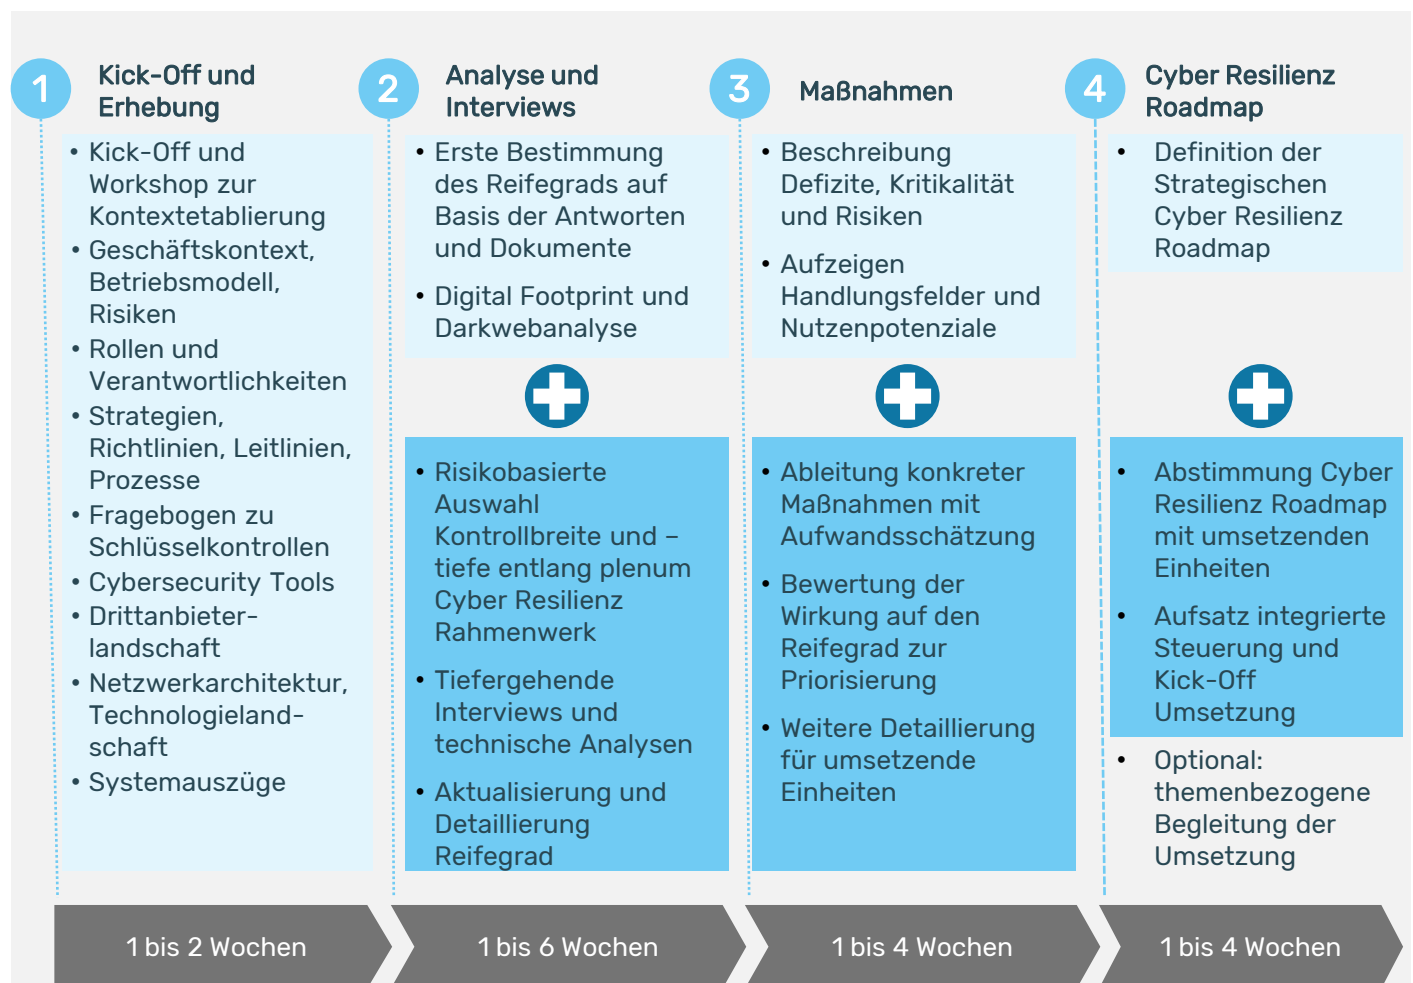 1
Kick-Off und
Erhebung
• Kick-Off und
Workshop zur
Kontextetablierung
• Geschäftskontext,
Betriebsmodell,
Risiken
• Rollen und
Verantwortlichkeiten
• Strategien,
Richtlinien, Leitlinien,
Prozesse
• Fragebogen zu
Schlüsselkontrollen
• Cybersecurity Tools
• Drittanbieter-
landschaft
• Netzwerkarchitektur,
Technologieland-
schaft
• Systemauszüge
1 bis 2 Wochen
2
Analyse und
Interviews
• Erste Bestimmung
des Reifegrads auf
Basis der Antworten
und Dokumente
• Digital Footprint und
Darkwebanalyse
• Risikobasierte
Auswahl
Kontrollbreite und –
tiefe entlang plenum
Cyber Resilienz
Rahmenwerk
• Tiefergehende
Interviews und
technische Analysen
• Aktualisierung und
Detaillierung
Reifegrad
1 bis 6 Wochen
3
Maßnahmen
• Beschreibung
Defizite, Kritikalität
und Risiken
• Aufzeigen
Handlungsfelder und
Nutzenpotenziale
• Ableitung konkreter
Maßnahmen mit
Aufwandsschätzung
• Bewertung der
Wirkung auf den
Reifegrad zur
Priorisierung
• Weitere Detaillierung
für umsetzende
Einheiten
1 bis 4 Wochen
4
Cyber Resilienz
Roadmap
• Definition der
Strategischen
Cyber Resilienz
Roadmap
• Abstimmung Cyber
Resilienz Roadmap
mit umsetzenden
Einheiten
• Aufsatz integrierte
Steuerung und
Kick-Off
Umsetzung
• Optional:
themenbezogene
Begleitung der
Umsetzung
1 bis 4 Wochen